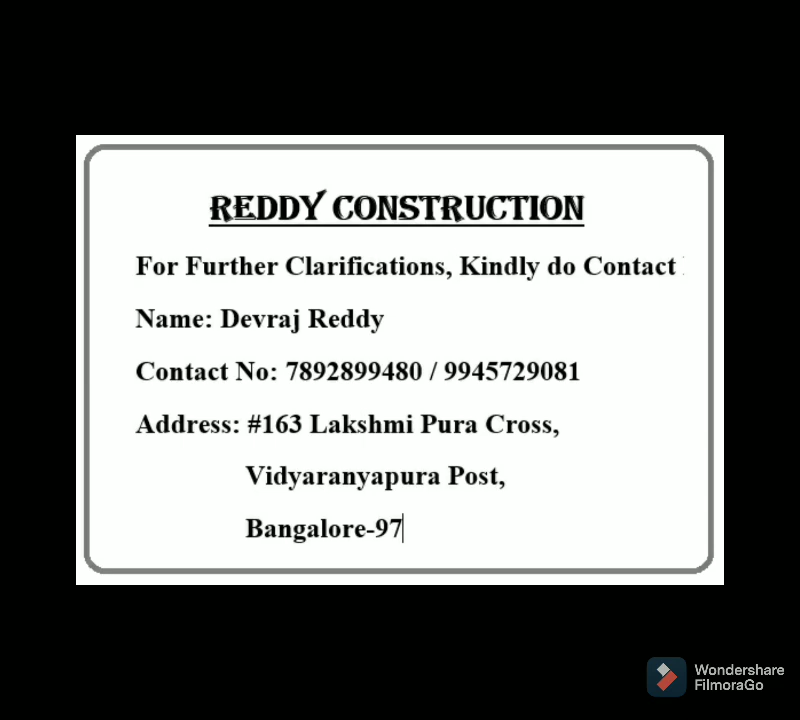 REDDY CONSTRUCTION
For Further Clarifications, Kindly do Contact
Name: Devraj Reddy
Contact No: 7892899480 / 9945729081
Address: #163 Lakshmi Pura Cross,
Vidyaranyapura Post,
Bangalore-97
Wondershare
FilmoraGo